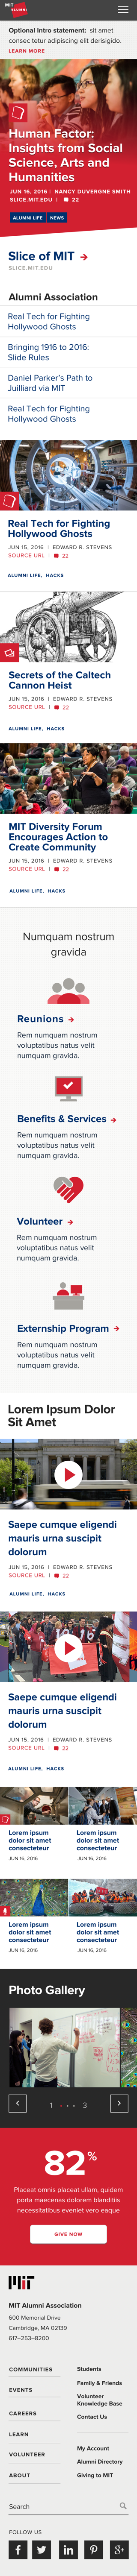 MIT ALUMNI
Optional Intro statement: sit amet
consec tetur adipiscing elit derisigido.
LEARN MORE
Human Factor:
Insights from Social
Science, Arts and
Humanities
JUN 16, 2016 | NANCY DUVERGNE SMITH
SLICE.MIT.EDU | 22
ALUMNI LIFE NEWS
Slice of MIT
SLICE.MIT.EDU
Alumni Association
Real Tech for Fighting
Hollywood Ghosts
Bringing 1916 to 2016:
Slide Rules
Daniel Parker's Path to
Juilliard via MIT
Real Tech for Fighting
Hollywood Ghosts
Real Tech for Fighting
Hollywood Ghosts
JUN 15, 2016 | EDWARD R. STEVENS
SOURCE URL | 22
ALUMNI LIFE, HACKS
Secrets of the Caltech
Cannon Heist
JUN 15, 2016 | EDWARD R. STEVENS
SOURCE URL | 22
ALUMNI LIFE, HACKS
MIT Diversity Forum
Encourages Action to
Create Community
JUN 15, 2016 | EDWARD R. STEVENS
SOURCE URL | 22
ALUMNI LIFE, HACKS
Numquam nostrum
gravida
Reunions
Rem numquam nostrum
voluptatibus natus velit
numquam gravida.
Benefits & Services
Rem numquam nostrum
voluptatibus natus velit
numquam gravida.
Volunteer
Rem numquam nostrum
voluptatibus natus velit
numquam gravida.
Externship Program
Rem numquam nostrum
voluptatibus natus velit
numquam gravida.
Lorem Ipsum Dolor
Sit Amet
Saepe cumque eligendi
mauris urna suscipit
dolorum
JUN 15, 2016 | EDWARD R. STEVENS
SOURCE URL | 22
ALUMNI LIFE, HACKS
Saepe cumque eligendi
mauris urna suscipit
dolorum
JUN 15, 2016 | EDWARD R. STEVENS
SOURCE URL | 22
ALUMNI LIFE, HACKS
Lorem ipsum
dolor sit amet
consecteteur
JUN 16, 2016
Lorem ipsum
dolor sit amet
consecteteur
JUN 16, 2016
Lorem ipsum
dolor sit amet
consecteteur
JUN 16, 2016
Lorem ipsum
dolor sit amet
consecteteur
JUN 16, 2016
Photo Gallery
1 3
82%
Placeat omnis placeat ullam, quidem
porta maecenas dolorem blanditiis
necessitatibus eveniet vero eaque
GIVE NOW
MIT
MIT Alumni Association
600 Memorial Drive
Cambridge, MA 02139
617–253–8200
COMMUNITIES
EVENTS
CAREERS
LEARN
VOLUNTEER
ABOUT
Students
Family & Friends
Volunteer
Knowledge Base
Contact Us
My Account
Alumni Directory
Giving to MIT
Search
FOLLOW US